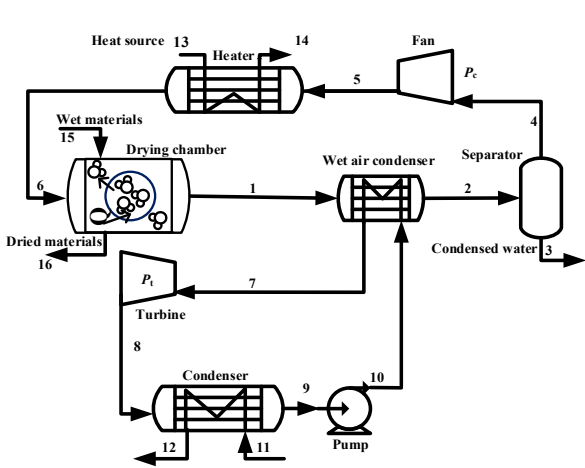 Heat source 13
14
Fan
Heater
Pc
5
4
Wet materials
15
Drying chamber
Wet air condenser
Separator
6
1
2
Dried materials
16
Condensed water 3
Pt
7
Turbine
8
Condenser
9
10
12
11
Pump